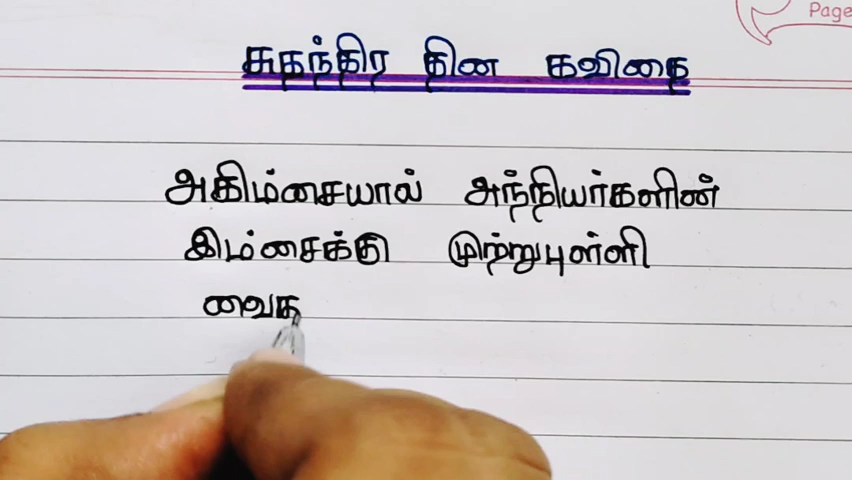 Page
சுதந்திர தின கவிதை
அகிம்சையால் அந்நியர்களின்
இம்சைக்கு முற்றுபுள்ளி
வைத